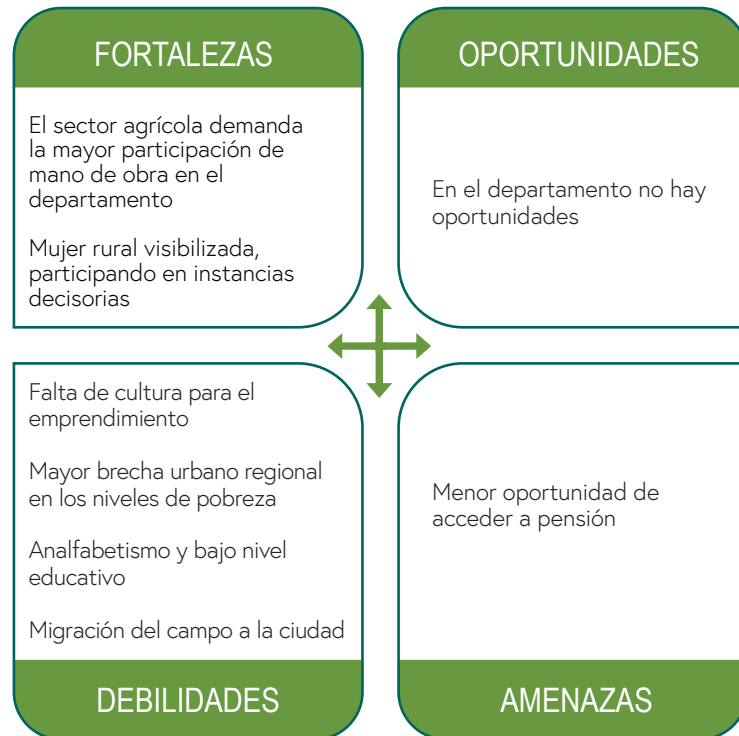 FORTALEZAS
El sector agrícola demanda
la mayor participación de
mano de obra en el
departamento
Mujer rural visibilizada,
participando en instancias
decisorias
OPORTUNIDADES
En el departamento no hay
oportunidades
Falta de cultura para el
emprendimiento
Mayor brecha urbano regional
en los niveles de pobreza
Analfabetismo y bajo nivel
educativo
Migración del campo a la ciudad
DEBILIDADES
Menor oportunidad de
acceder a pensión
AMENAZAS